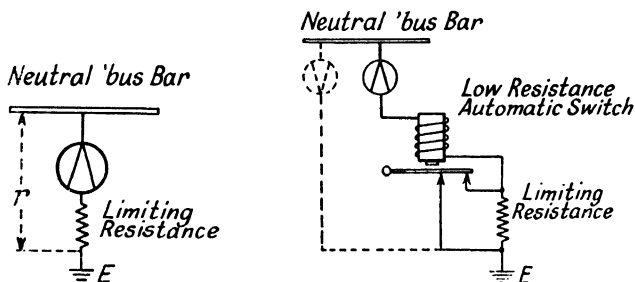 Neutral 'bus Bar
A
r
Limiting
Resistance
E
Neutral 'bus Bar
V
A
Low Resistance
Automatic Switch
Limiting
Resistance
E